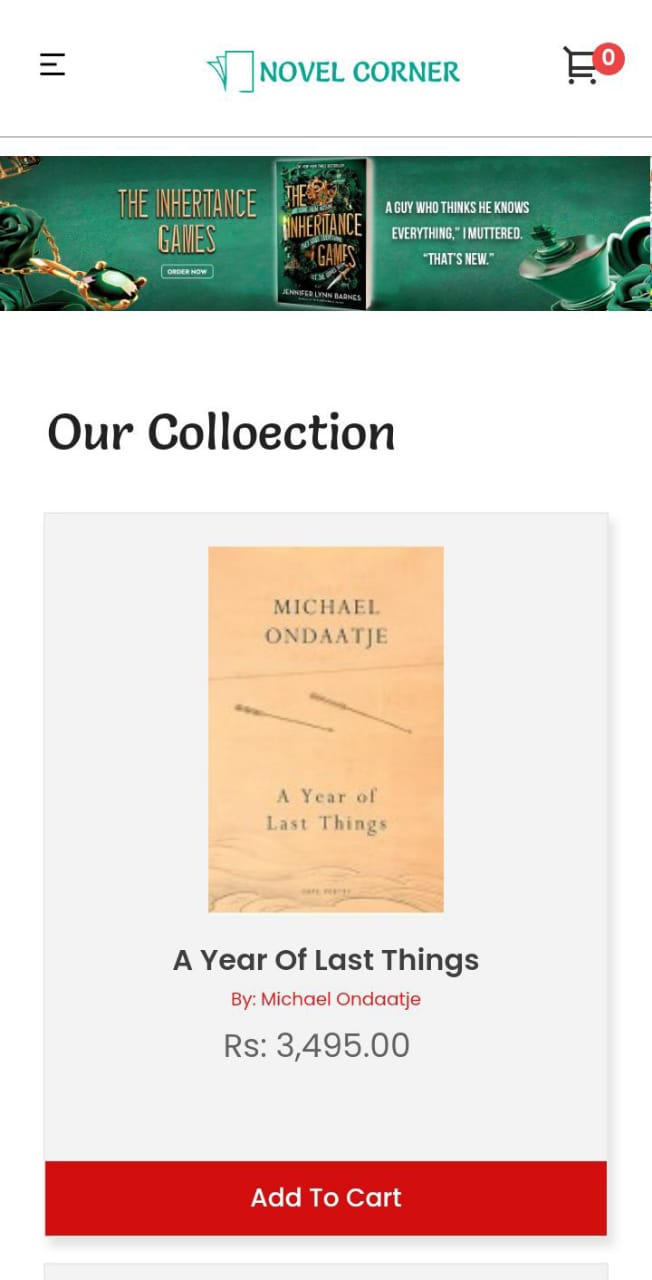 NOVEL CORNER
0
THE INHERITANCE
GAMES
ORDER NOW
THE
INHERITANCE
GAMES
JENNIFER LYNN BARNES
A GUY WHO THINKS HE KNOWS
EVERYTHING,” I MUTTERED.
“THAT’S NEW.”
Our Colloection
MICHAEL
ONDAATJE
A Year of
Last Things
A Year Of Last Things
By: Michael Ondaatje
Rs: 3,495.00
Add To Cart